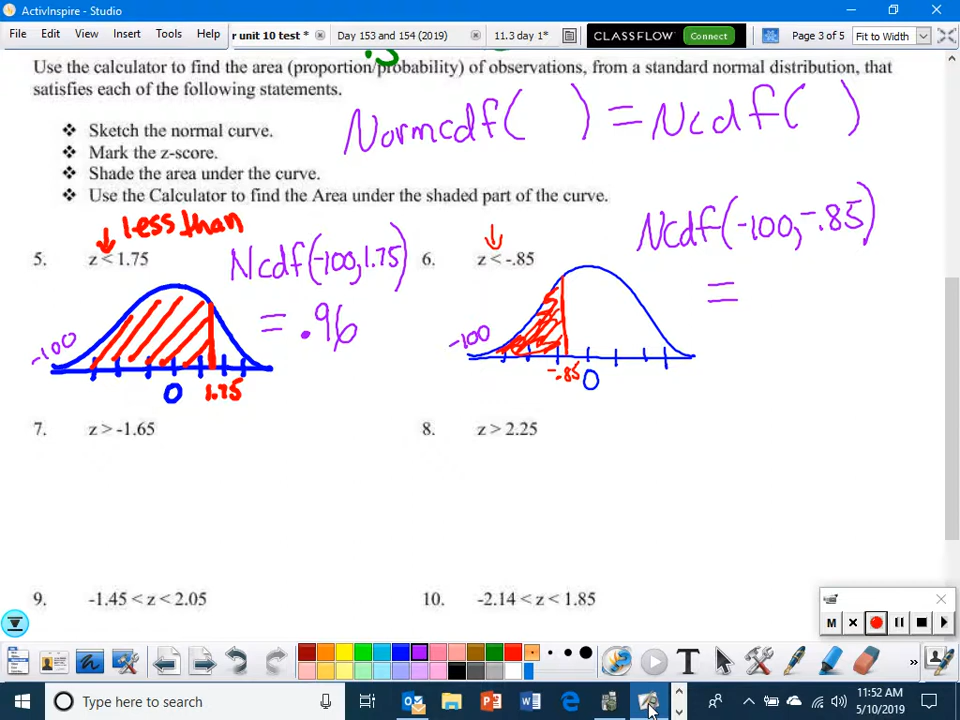 ActivInspire - Studio
File Edit View Insert Tools Help
r unit 10 test * Day 153 and 154 (2019) 11.3 day 1* CLASSFLOW Connect Page 3 of 5 Fit to Width
Use the calculator to find the area (proportion/probability) of observations, from a standard normal distribution, that
satisfies each of the following statements.
Normcdf( ) = Ncdf( )
❖ Sketch the normal curve.
❖ Mark the z-score.
❖ Shade the area under the curve.
❖ Use the Calculator to find the Area under the shaded part of the curve.
less than
5. z < 1.75
Ncdf(-100,1.75)
= .96
-100
0 1.75
6. z < -.85
Ncdf(-100,-.85)
=
-100
-.85 0
7. z > -1.65
8. z > 2.25
9. -1.45 < z < 2.05
10. -2.14 < z < 1.85
M
T
Type here to search
11:52 AM
5/10/2019